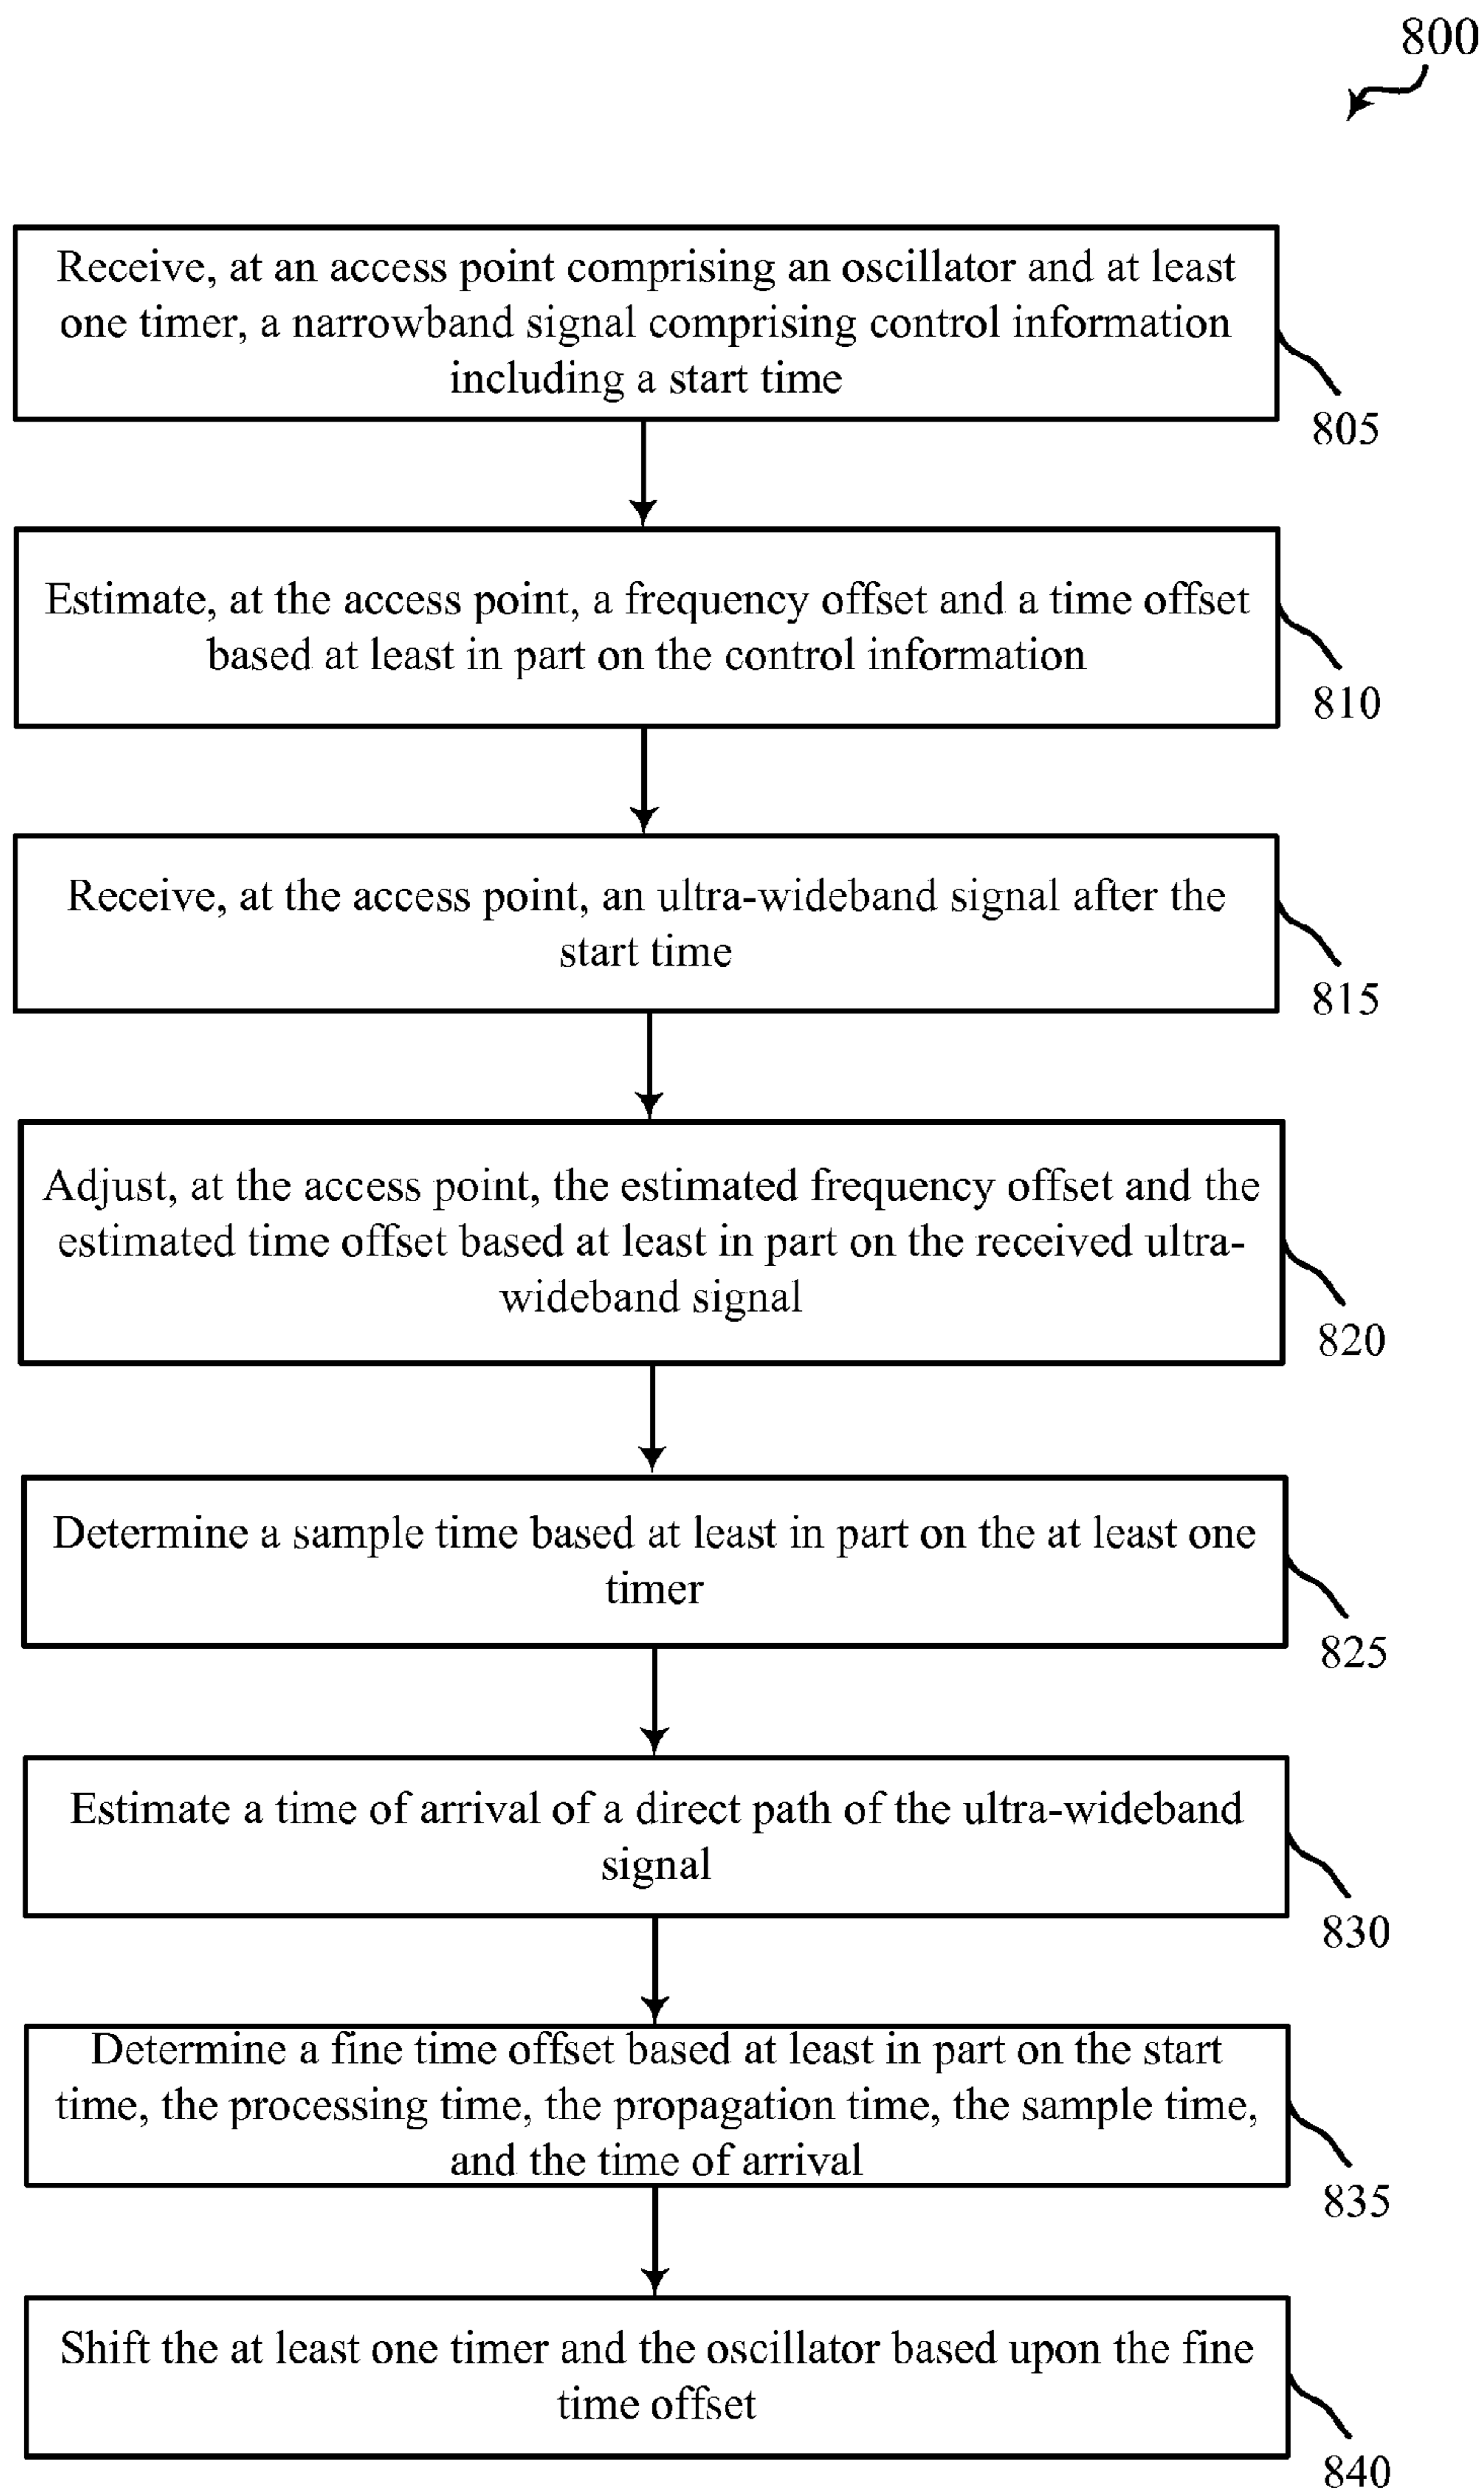 800
Receive, at an access point comprising an oscillator and at least
one timer, a narrowband signal comprising control information
including a start time
805
Estimate, at the access point, a frequency offset and a time offset
based at least in part on the control information
810
Receive, at the access point, an ultra-wideband signal after the
start time
815
Adjust, at the access point, the estimated frequency offset and the
estimated time offset based at least in part on the received ultra-
wideband signal
820
Determine a sample time based at least in part on the at least one
timer
825
Estimate a time of arrival of a direct path of the ultra-wideband
signal
830
Determine a fine time offset based at least in part on the start
time, the processing time, the propagation time, the sample time,
and the time of arrival
835
Shift the at least one timer and the oscillator based upon the fine
time offset
840